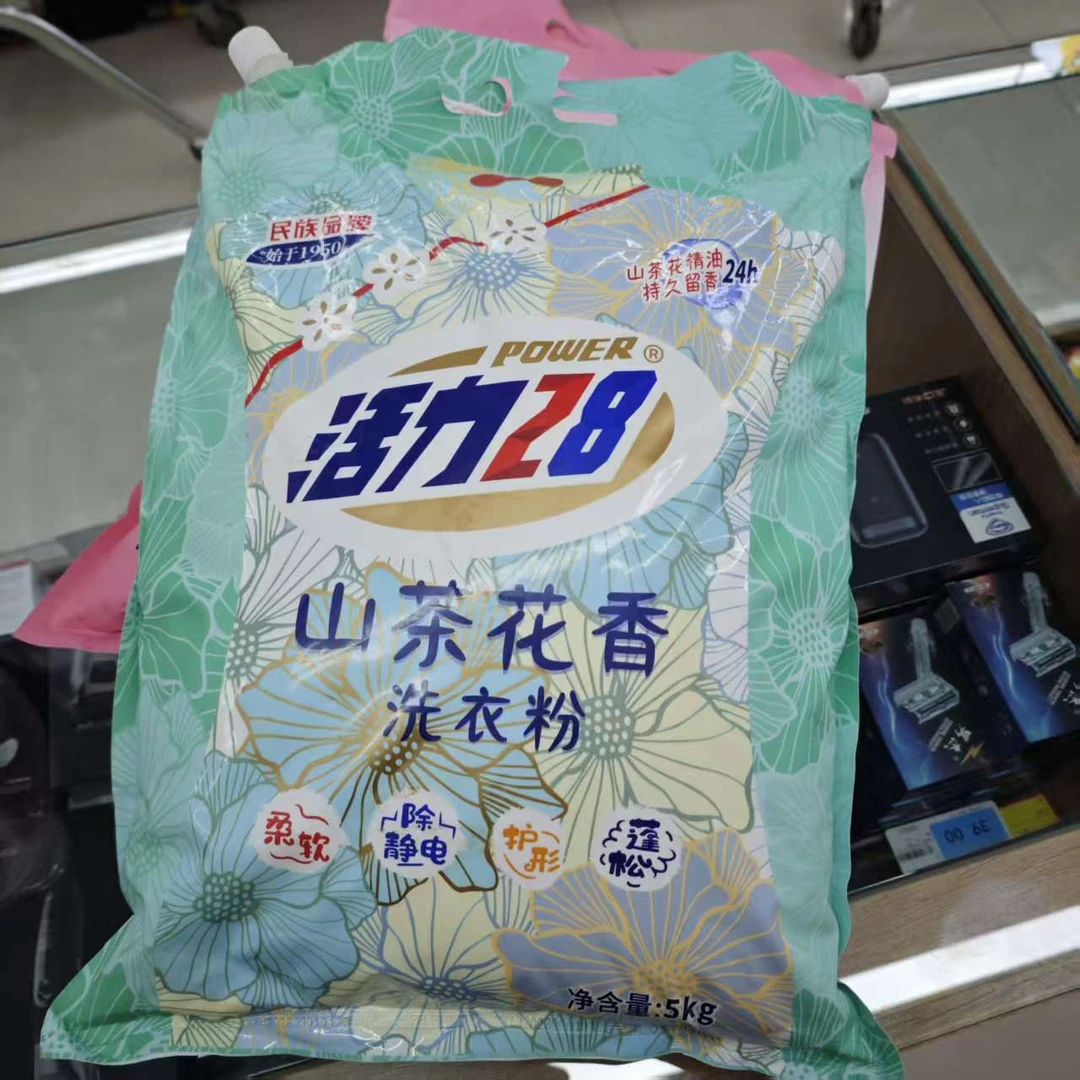 民族品牌
始于1950
山茶花精油
持久留香24h
POWER®
活力28
山茶花香
洗衣粉
柔软
除静电
护形
蓬松
净含量:5kg
39 00